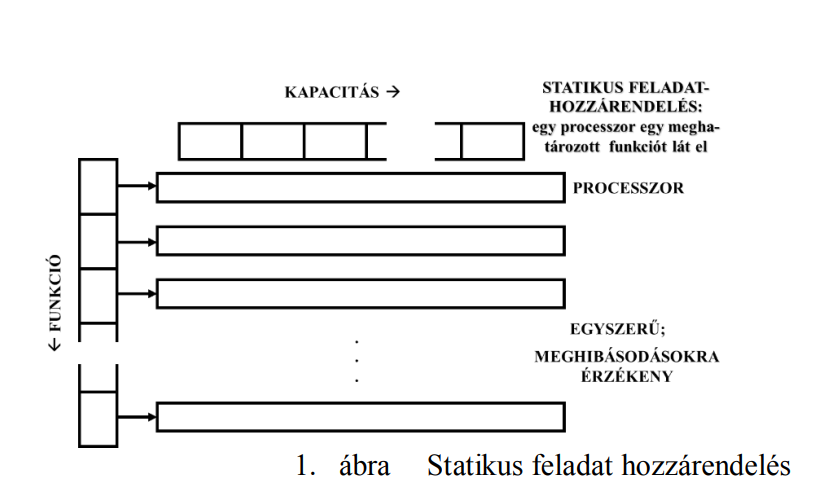 KAPACITÁS →
STATIKUS FELADAT-
HOZZÁRENDELÉS:
egy processzor egy megha-
tározott funkciót lát el
PROCESSZOR
← FUNKCIÓ
EGYSZERŰ;
MEGHIBÁSODÁSOKRA
ÉRZÉKENY
1. ábra Statikus feladat hozzárendelés